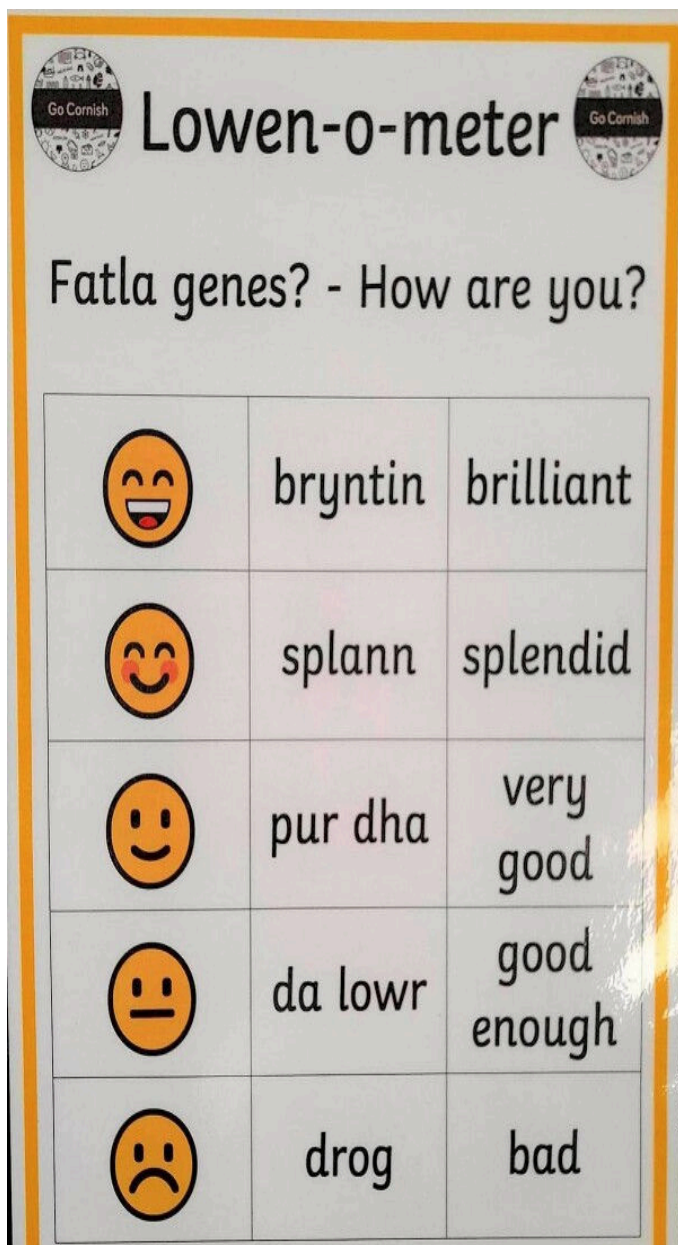 Go Cornish
Lowen-o-meter
Go Cornish
Fatla genes? - How are you?
bryntin brilliant
splann splendid
pur dha very
good
da lowr good
enough
drog bad